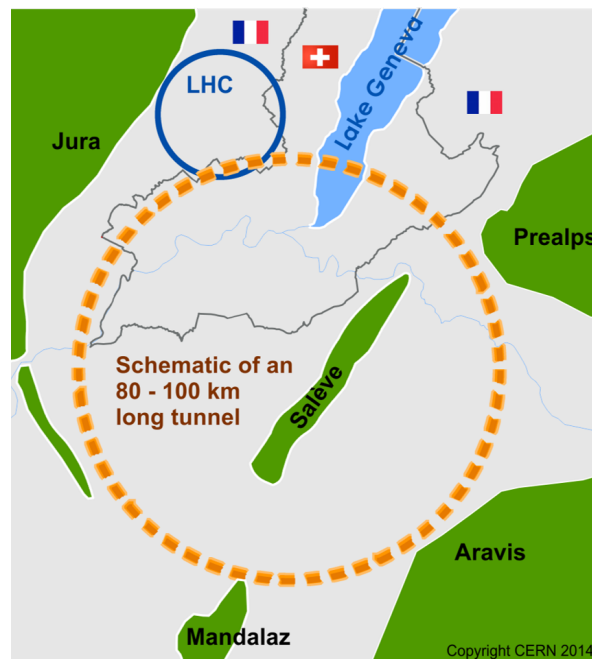 LHC
Lake Geneva
Jura
Prealps
Schematic of an
80 - 100 km
long tunnel
Salève
Aravis
Mandalaz
Copyright CERN 2014